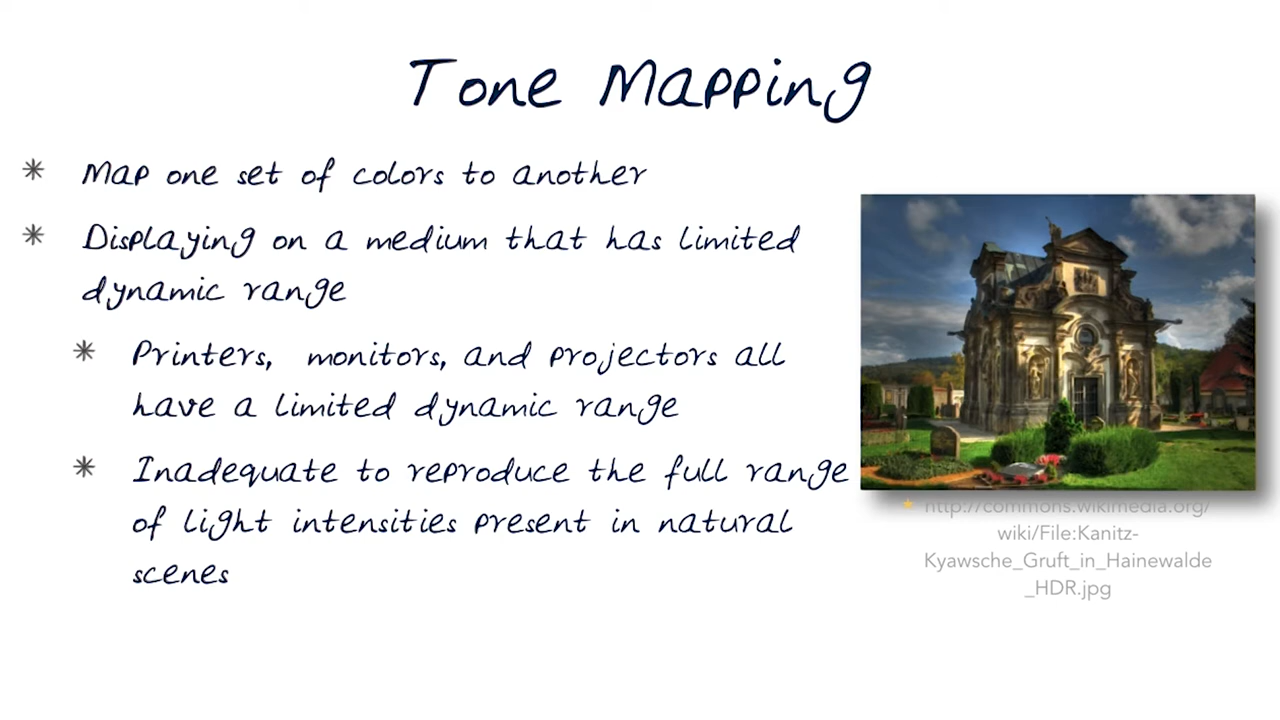 Tone Mapping
* Map one set of colors to another
* Displaying on a medium that has limited
dynamic range
* Printers, monitors, and projectors all
have a limited dynamic range
* Inadequate to reproduce the full range
of light intensities present in natural
scenes
* http://commons.wikimedia.org/
wiki/File:Kanitz-
Kyawsche_Gruft_in_Hainewalde
_HDR.jpg